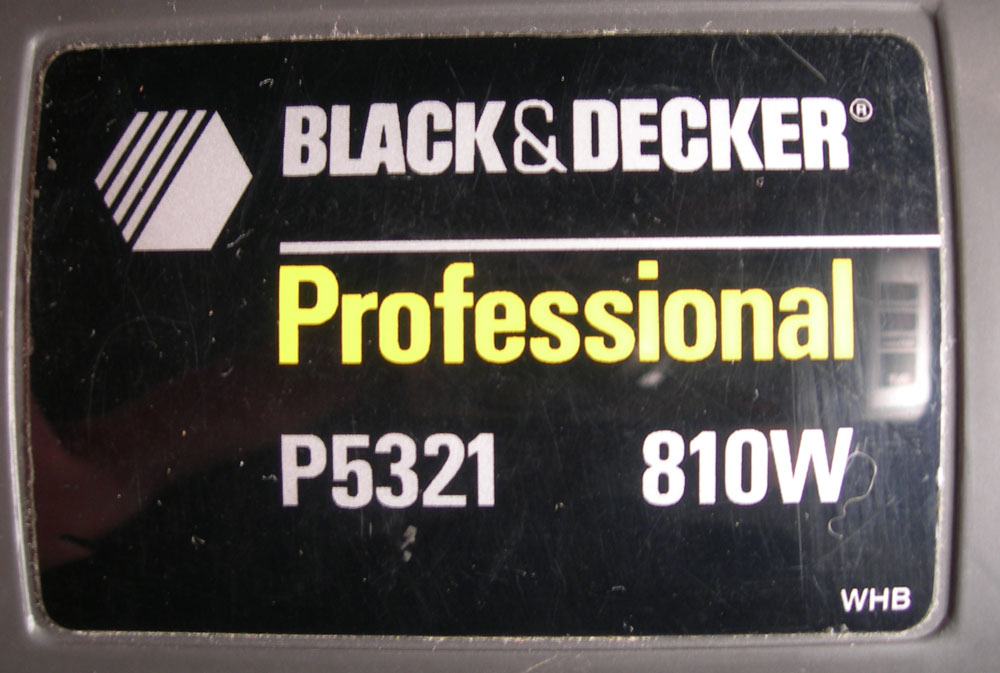 BLACK&DECKER®
Professional
P5321 810W
WHB